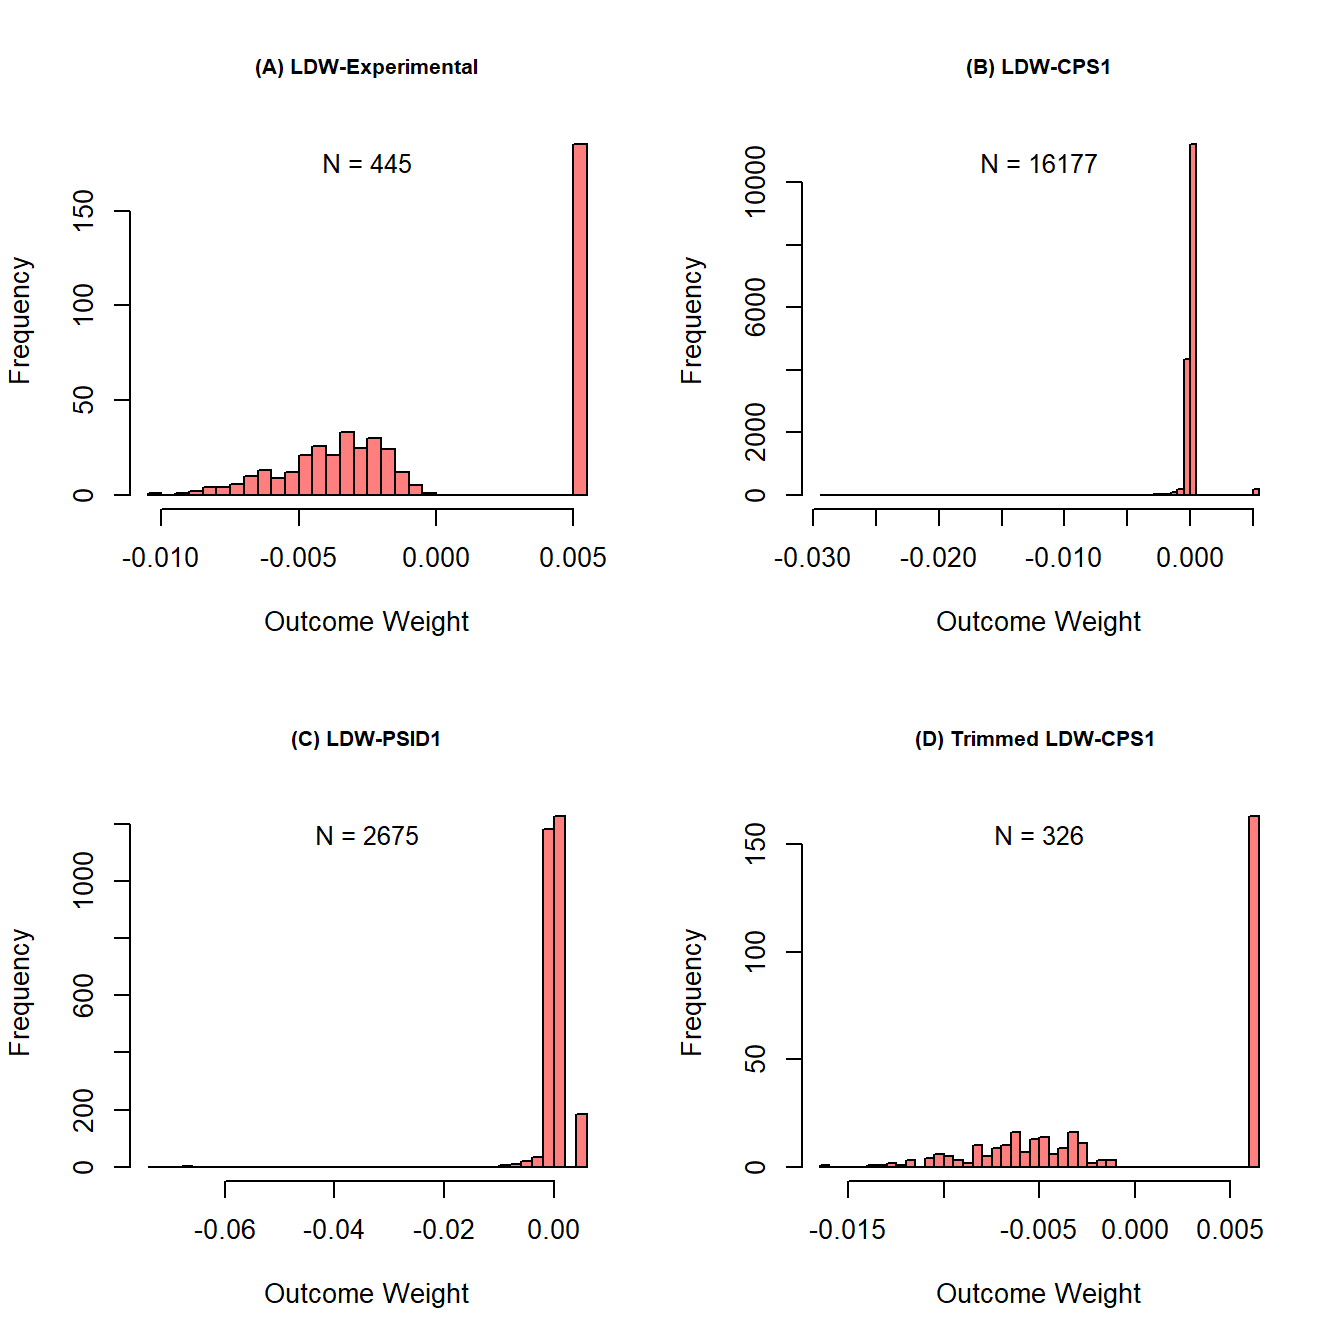 (A) LDW-Experimental
N = 445
Frequency
0
50
100
150
-0.010
-0.005
0.000
0.005
Outcome Weight
(B) LDW-CPS1
N = 16177
Frequency
0
2000
6000
10000
-0.030
-0.020
-0.010
0.000
Outcome Weight
(C) LDW-PSID1
N = 2675
Frequency
0
200
600
1000
-0.06
-0.04
-0.02
0.00
Outcome Weight
(D) Trimmed LDW-CPS1
N = 326
Frequency
0
50
100
150
-0.015
-0.005
0.000
0.005
Outcome Weight